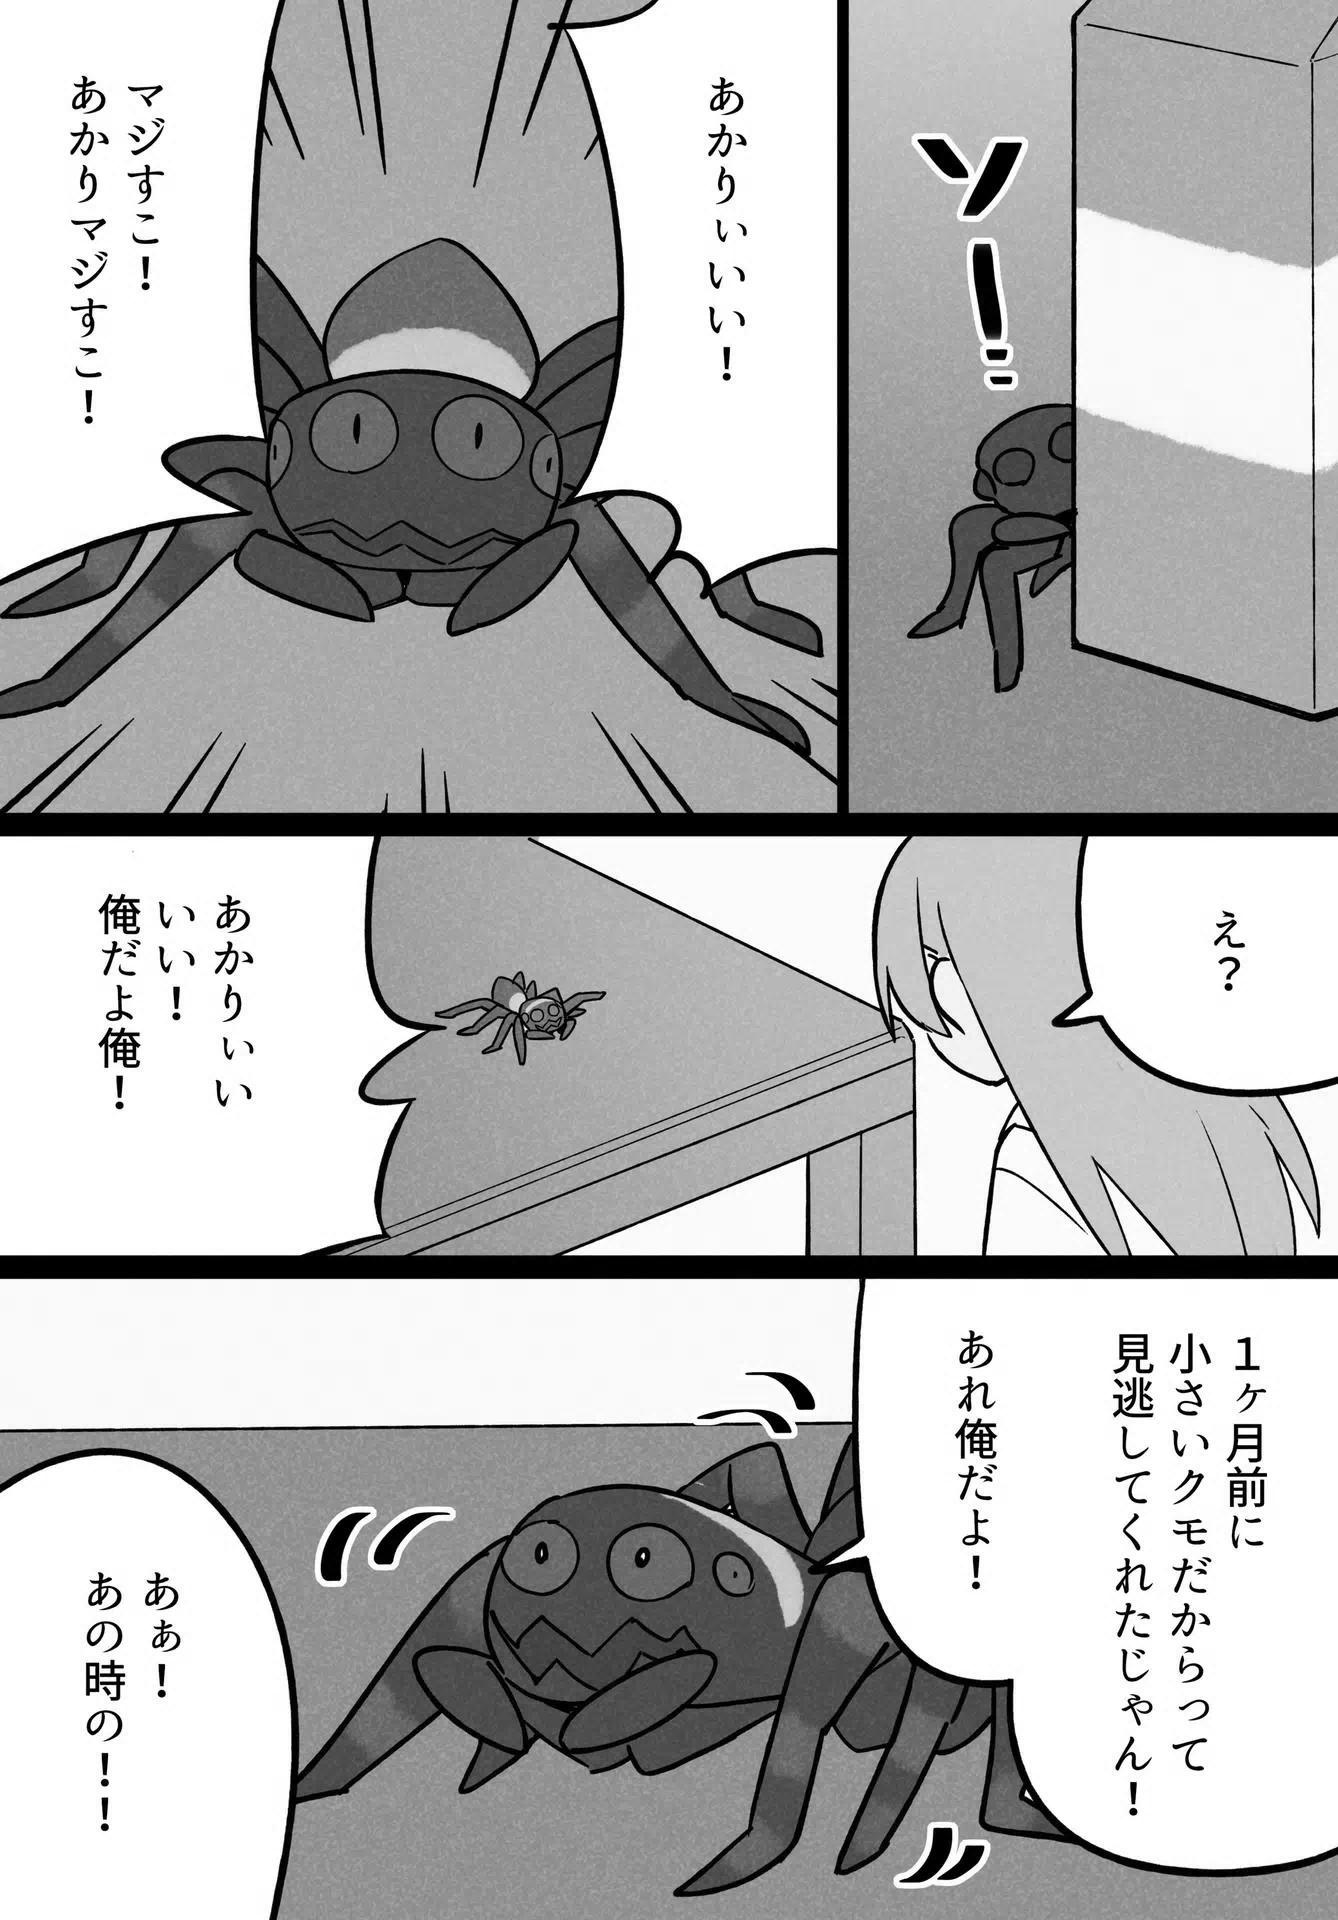 ソーッ
あかりぃいい！
マジすこ！
あかりマジすこ！
え？
あかりぃい
いい！
俺だよ俺！
１ヶ月前に
小さいクモだからって
見逃してくれたじゃん！
あれ俺だよ！
あぁ！
あの時の！！